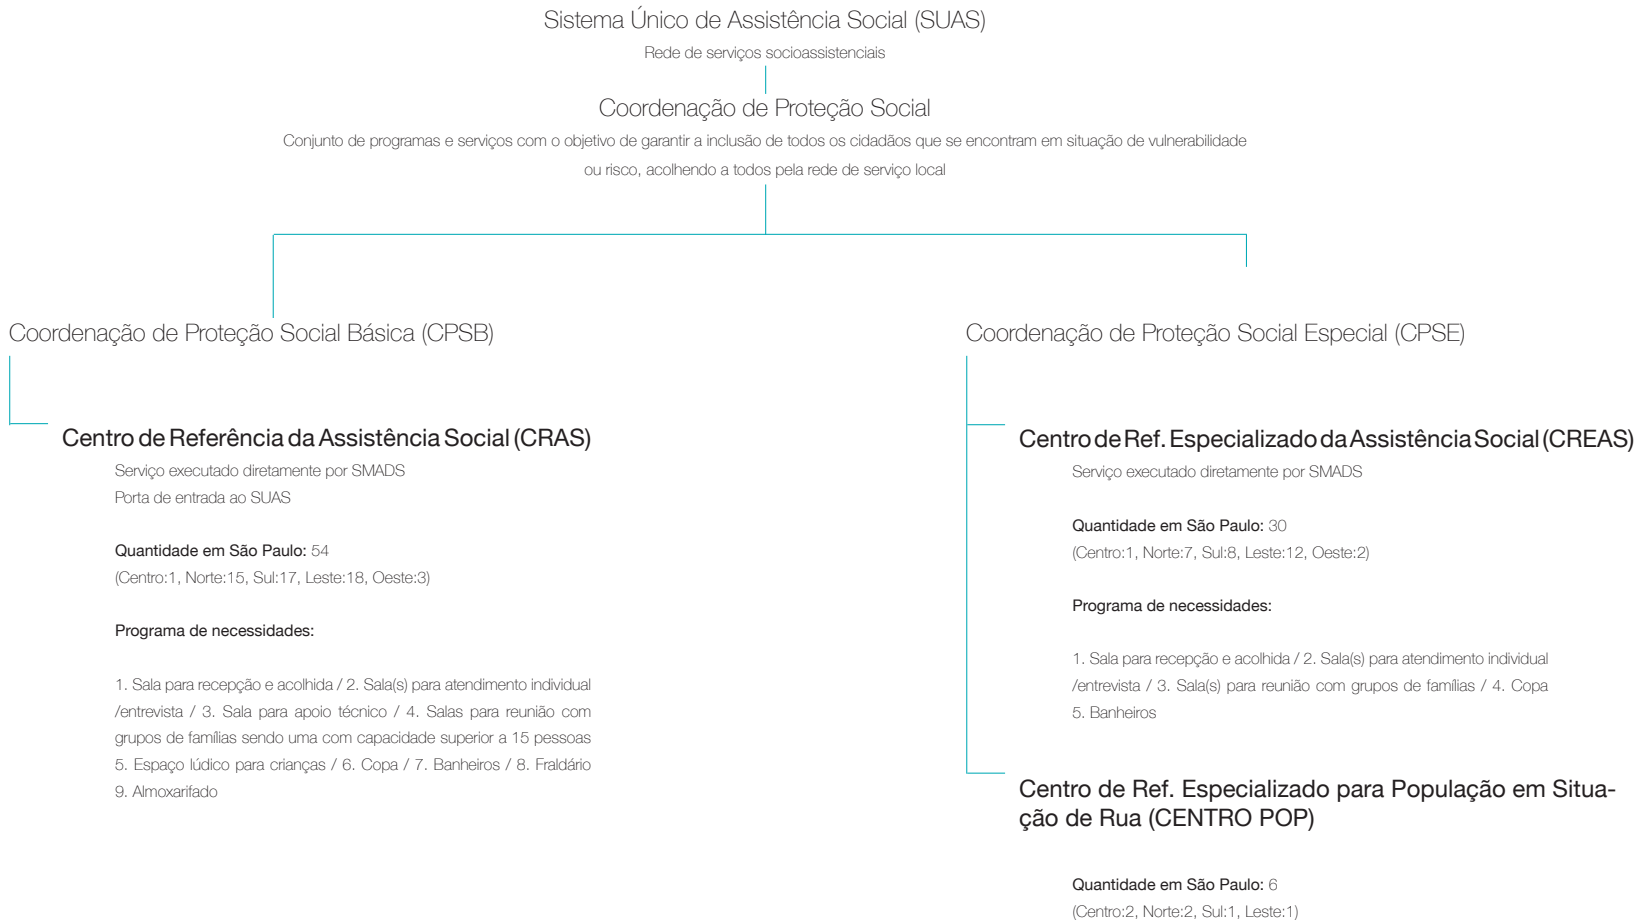 Sistema Único de Assistência Social (SUAS)
Rede de serviços socioassistenciais
Coordenação de Proteção Social
Conjunto de programas e serviços com o objetivo de garantir a inclusão de todos os cidadãos que se encontram em situação de vulnerabilidade
ou risco, acolhendo a todos pela rede de serviço local
Coordenação de Proteção Social Básica (CPSB)
Centro de Referência da Assistência Social (CRAS)
Serviço executado diretamente por SMADS
Porta de entrada ao SUAS
Quantidade em São Paulo: 54
(Centro:1, Norte:15, Sul:17, Leste:18, Oeste:3)
Programa de necessidades:
1. Sala para recepção e acolhida / 2. Sala(s) para atendimento individual
/entrevista / 3. Sala para apoio técnico / 4. Salas para reunião com
grupos de famílias sendo uma com capacidade superior a 15 pessoas
5. Espaço lúdico para crianças / 6. Copa / 7. Banheiros / 8. Fraldário
9. Almoxarifado
Coordenação de Proteção Social Especial (CPSE)
Centro de Ref. Especializado da Assistência Social (CREAS)
Serviço executado diretamente por SMADS
Quantidade em São Paulo: 30
(Centro:1, Norte:7, Sul:8, Leste:12, Oeste:2)
Programa de necessidades:
1. Sala para recepção e acolhida / 2. Sala(s) para atendimento individual
/entrevista / 3. Sala(s) para reunião com grupos de famílias / 4. Copa
5. Banheiros
Centro de Ref. Especializado para População em Situa-
ção de Rua (CENTRO POP)
Quantidade em São Paulo: 6
(Centro:2, Norte:2, Sul:1, Leste:1)